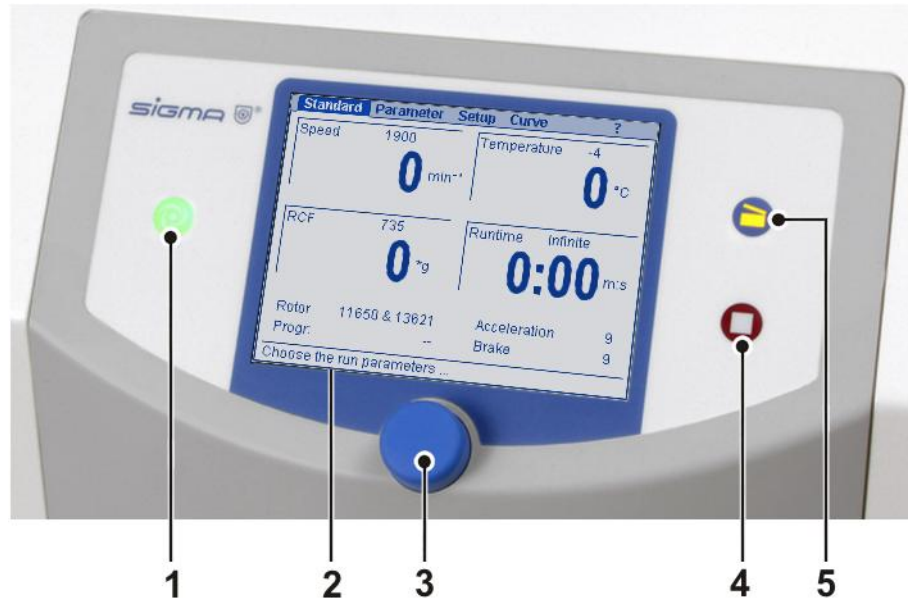 sigma ®
Standard Parameter Setup Curve ?
Speed 1900
0 min⁻¹
Temperature -4
0 °C
RCF 735
0 *g
Runtime infinite
0:00 m:s
Rotor 11658 & 13621
Progr. --
Acceleration 9
Brake 9
Choose the run parameters ...
1 2 3 4 5